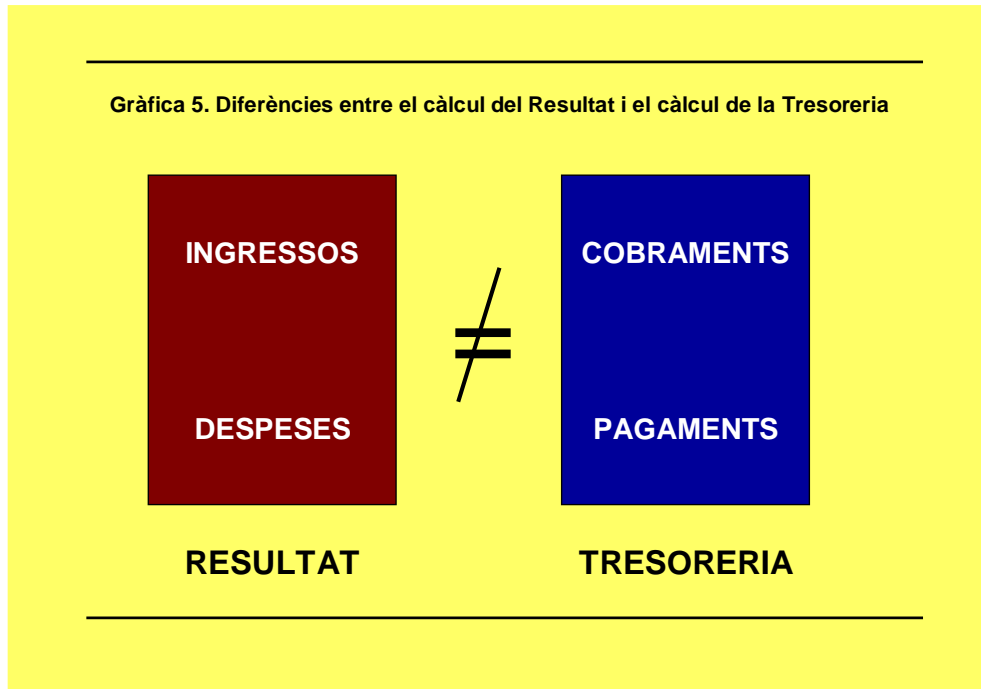 Gràfica 5. Diferències entre el càlcul del Resultat i el càlcul de la Tresoreria
INGRESSOS
COBRAMENTS
≠
DESPESES
PAGAMENTS
RESULTAT
TRESORERIA